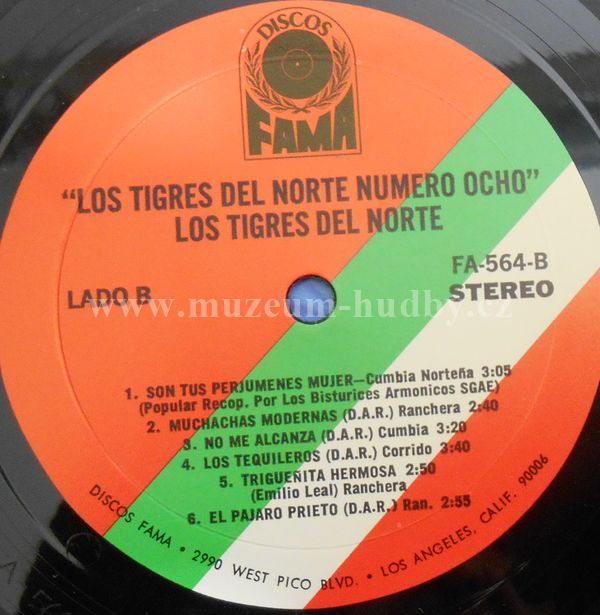 DISCOS
FAMA
"LOS TIGRES DEL NORTE NUMERO OCHO"
LOS TIGRES DEL NORTE
LADO B
FA-564-B
STEREO
www.muzeum-hudby.cz
1. SON TUS PERJUMENES MUJER—Cumbia Norteña 3:05
(Popular Recop. Por Los Bisturices Armonicos SGAE)
2. MUCHACHAS MODERNAS (D.A.R.) Ranchera 2:40
3. NO ME ALCANZA (D.A.R.) Cumbia 3:20
4. LOS TEQUILEROS (D.A.R.) Corrido 3:40
5. TRIGUEÑITA HERMOSA 2:50
(Emilio Leal) Ranchera
6. EL PAJARO PRIETO (D.A.R.) Ran. 2:55
DISCOS FAMA • 2990 WEST PICO BLVD. • LOS ANGELES, CALIF. 90006